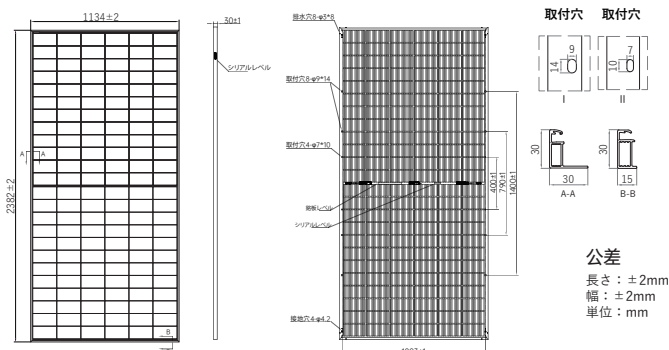 1134±2
30±1
シリアルレベル
A
A
2382±2
B
排水穴8-φ3*8
取付穴8-φ9*14
取付穴4-φ7*10
銘板レベル
シリアルレベル
接地穴4-φ4.2
400±1
790±1
1400±1
取付穴
取付穴
9
14
I
7
10
II
30
30
A-A
30
15
B-B
公差
長さ：±2mm
幅：±2mm
単位：mm